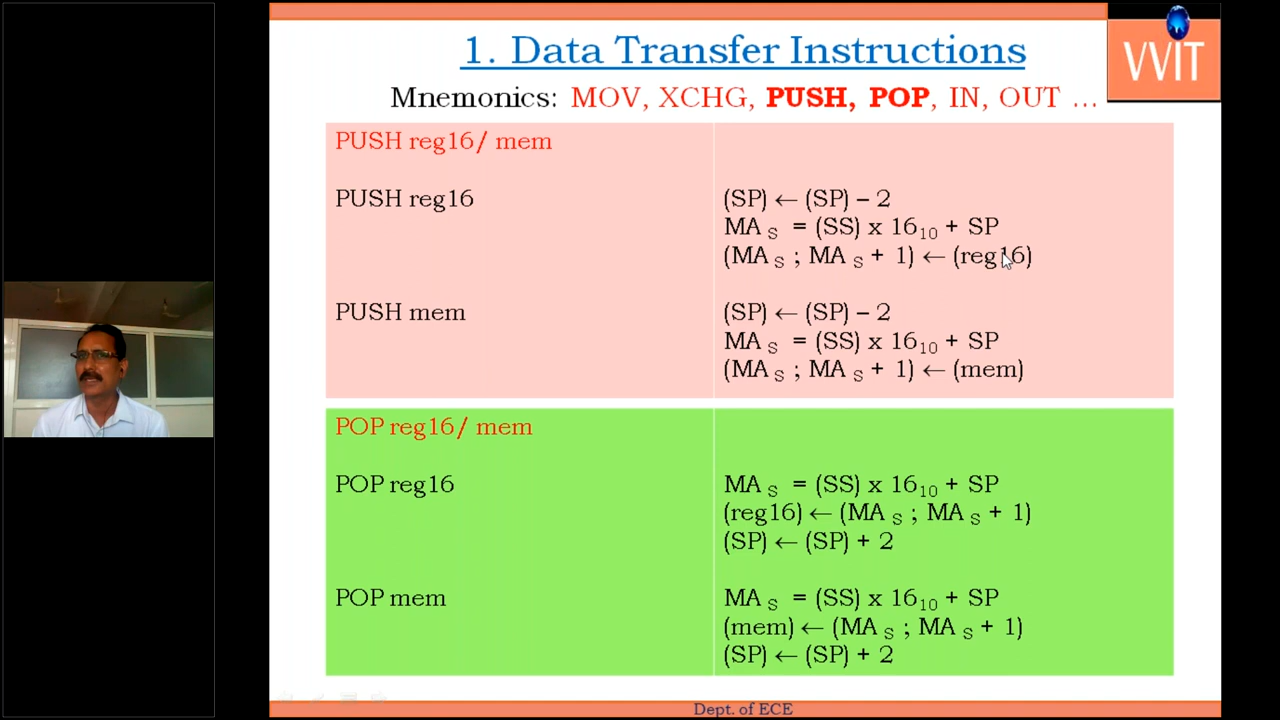 1. Data Transfer Instructions
VVIT
Mnemonics: MOV, XCHG, PUSH, POP, IN, OUT ...
PUSH reg16/ mem
PUSH reg16
(SP) ← (SP) – 2
MA S = (SS) x 16₁₀ + SP
(MA S ; MA S + 1) ← (reg16)
PUSH mem
(SP) ← (SP) – 2
MA S = (SS) x 16₁₀ + SP
(MA S ; MA S + 1) ← (mem)
POP reg16/ mem
POP reg16
MA S = (SS) x 16₁₀ + SP
(reg16) ← (MA S ; MA S + 1)
(SP) ← (SP) + 2
POP mem
MA S = (SS) x 16₁₀ + SP
(mem) ← (MA S ; MA S + 1)
(SP) ← (SP) + 2
Dept. of ECE